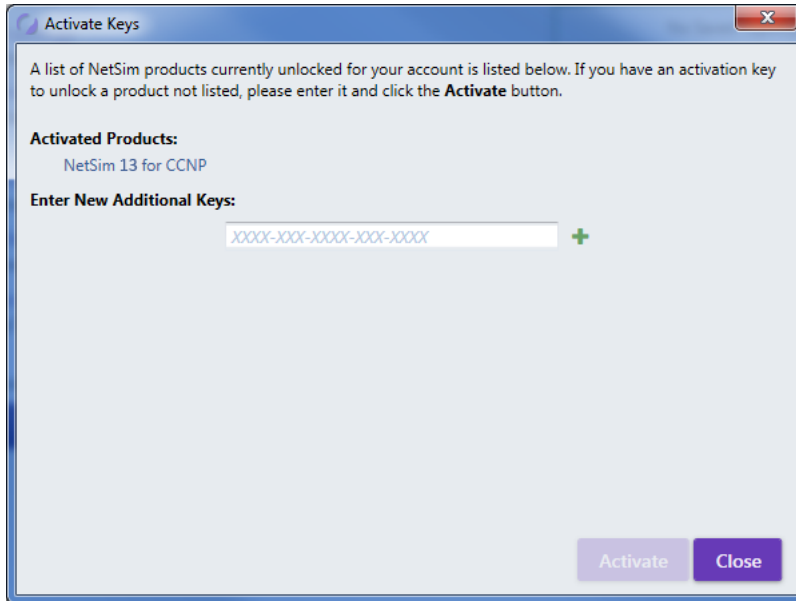 Activate Keys
A list of NetSim products currently unlocked for your account is listed below. If you have an activation key
to unlock a product not listed, please enter it and click the Activate button.
Activated Products:
NetSim 13 for CCNP
Enter New Additional Keys:
XXXX-XXX-XXXX-XXX-XXXX
Activate
Close